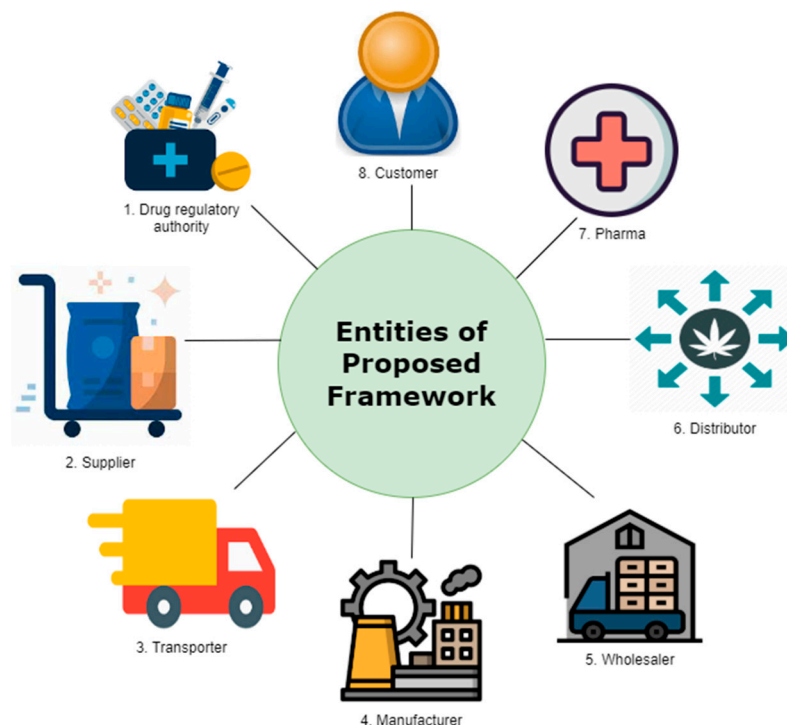 8. Customer
1. Drug regulatory
authority
7. Pharma
Entities of
Proposed
Framework
2. Supplier
6. Distributor
3. Transporter
5. Wholesaler
4. Manufacturer